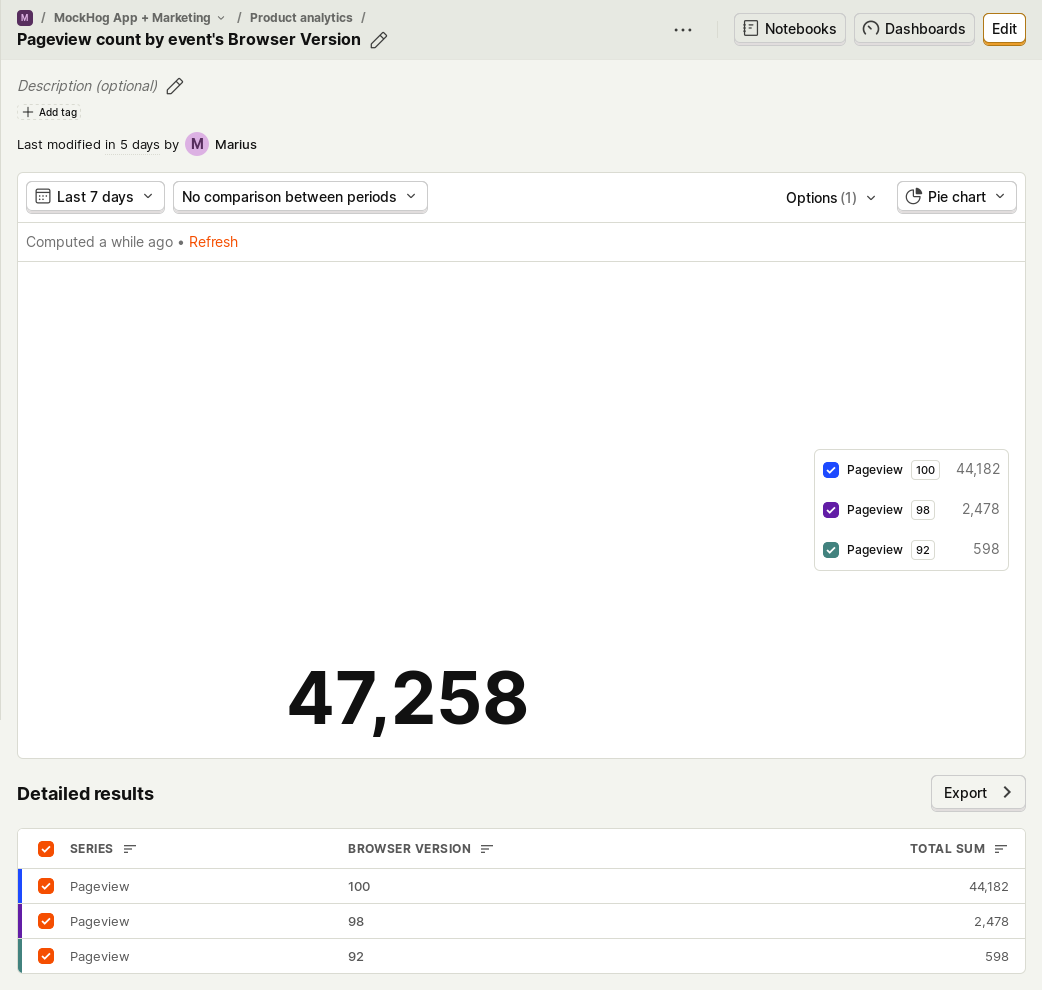 M / MockHog App + Marketing / Product analytics /
Pageview count by event's Browser Version
Notebooks
Dashboards
Edit
Description (optional)
Add tag
Last modified in 5 days by M Marius
Last 7 days
No comparison between periods
Options (1)
Pie chart
Computed a while ago • Refresh
Pageview 100 44,182
Pageview 98 2,478
Pageview 92 598
47,258
Detailed results
Export
SERIES BROWSER VERSION TOTAL SUM
Pageview 100 44,182
Pageview 98 2,478
Pageview 92 598